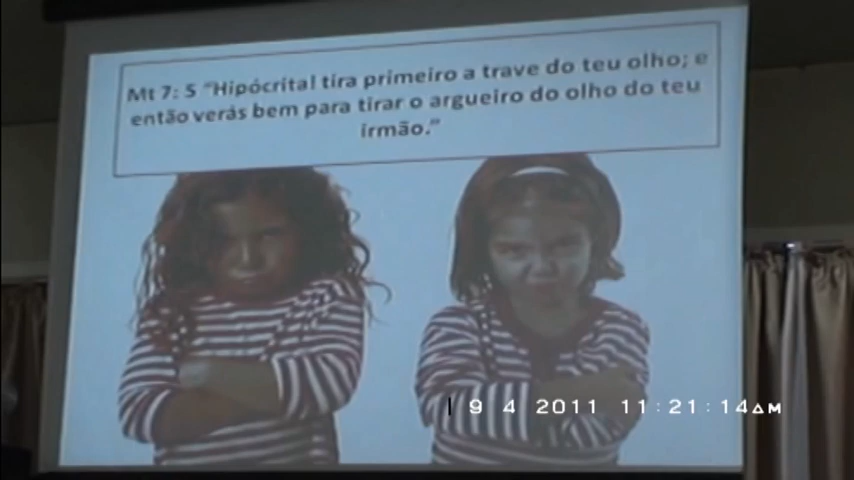 Mt 7: 5 "Hipócrita! tira primeiro a trave do teu olho; e
então verás bem para tirar o argueiro do olho do teu
irmão."
9 4 2011 11:21:14AM